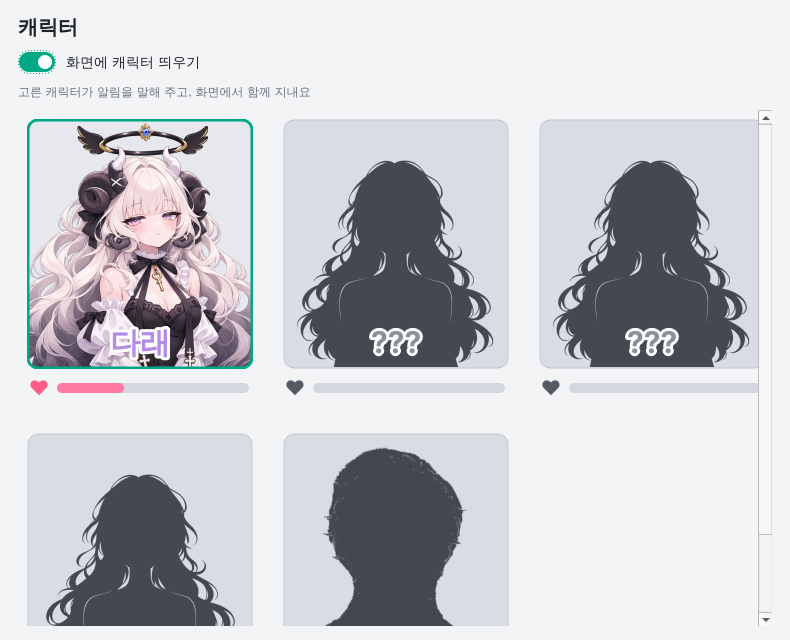 캐릭터
화면에 캐릭터 띄우기
고른 캐릭터가 알림을 말해 주고, 화면에서 함께 지내요
다래
???
???